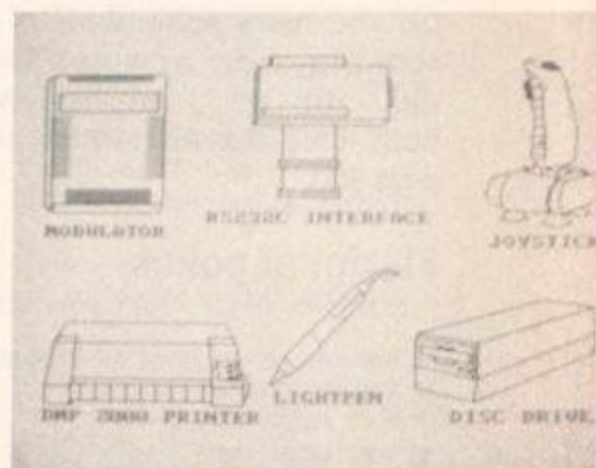 MODULATOR
RS232C INTERFACE
JOYSTICK
DMP 2000 PRINTER
LIGHTPEN
DISC DRIVE